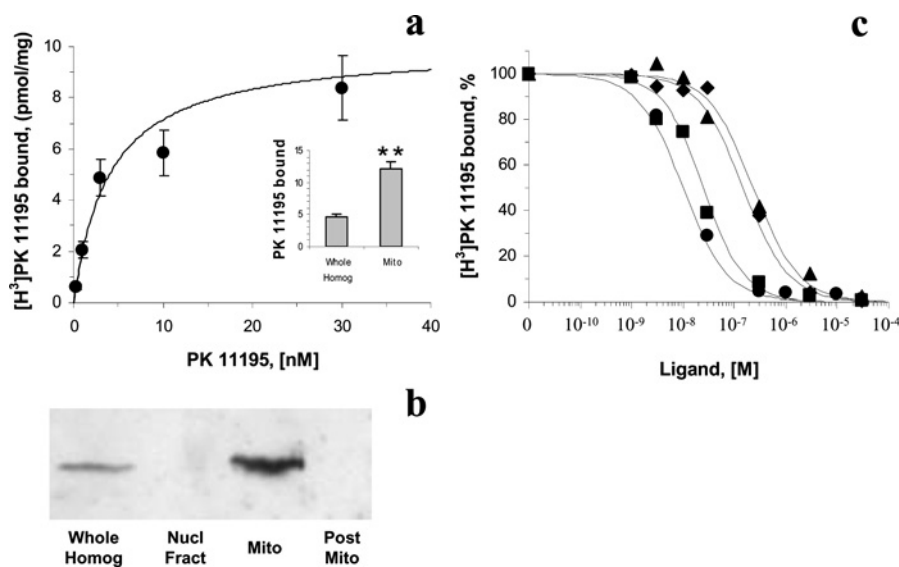 a
[H³]PK 11195 bound, (pmol/mg)
10
8
6
4
2
0
0
10
20
30
40
PK 11195, [nM]
PK 11195 bound
15
10
5
0
**
Whole
Homog
Mito
c
[H³]PK 11195 bound, %
100
80
60
40
20
0
0
10⁻¹⁰
10⁻⁹
10⁻⁸
10⁻⁷
10⁻⁶
10⁻⁵
10⁻⁴
Ligand, [M]
b
Whole
Homog
Nucl
Fract
Mito
Post
Mito